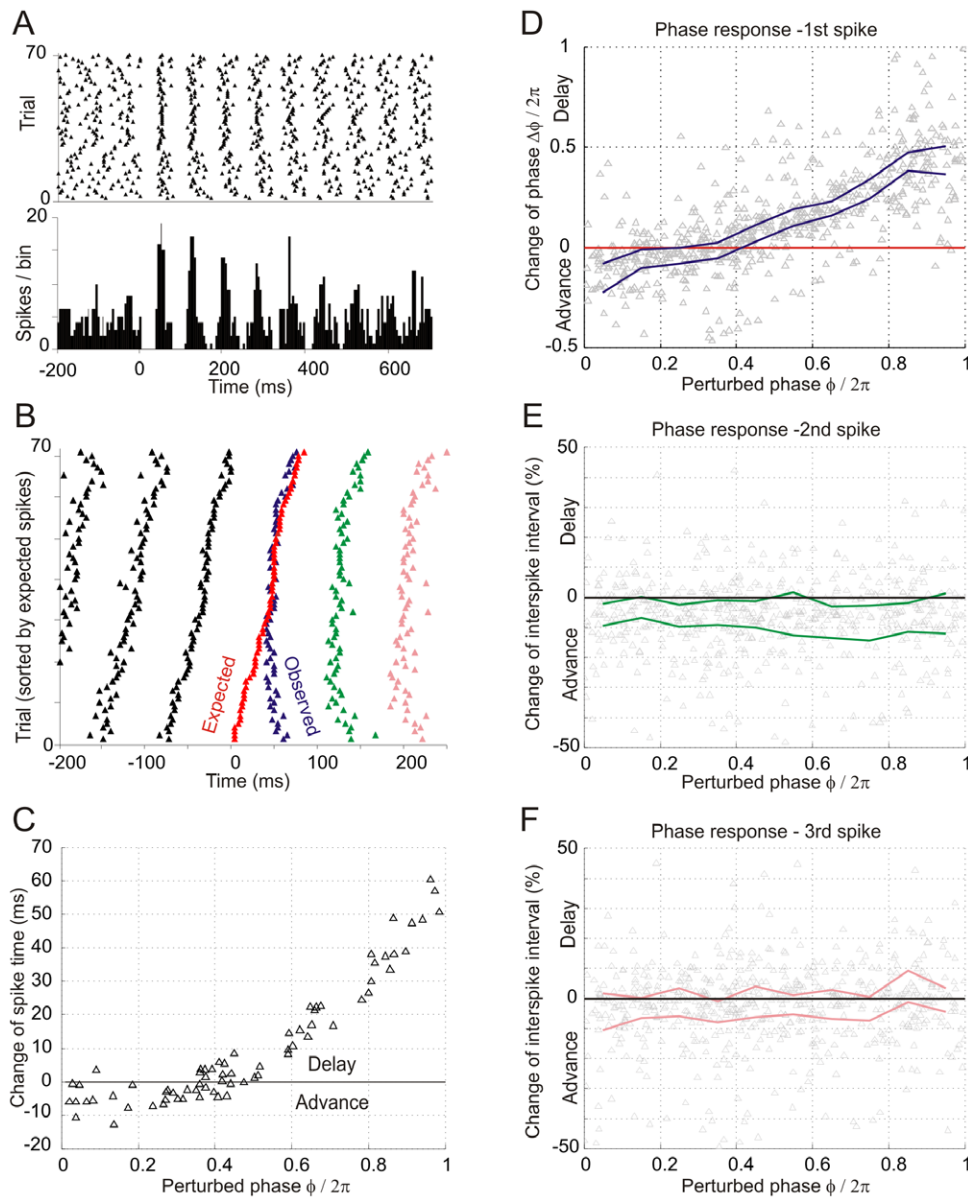 A
Trial
70
0
Spikes / bin
20
0
-200 0 200 400 600
Time (ms)
B
Trial (sorted by expected spikes)
70
0
Expected
Observed
-200 -100 0 100 200
Time (ms)
C
Change of spike time (ms)
70
60
50
40
30
20
10
0
-10
-20
Delay
Advance
0 0.2 0.4 0.6 0.8 1
Perturbed phase ϕ / 2π
D
Phase response -1st spike
Change of phase Δϕ / 2π
Advance Delay
1
0.5
0
-0.5
0 0.2 0.4 0.6 0.8 1
Perturbed phase ϕ / 2π
E
Phase response -2nd spike
Change of interspike interval (%)
Advance Delay
50
0
-50
0 0.2 0.4 0.6 0.8 1
Perturbed phase ϕ / 2π
F
Phase response - 3rd spike
Change of interspike interval (%)
Advance Delay
50
0
-50
0 0.2 0.4 0.6 0.8 1
Perturbed phase ϕ / 2π